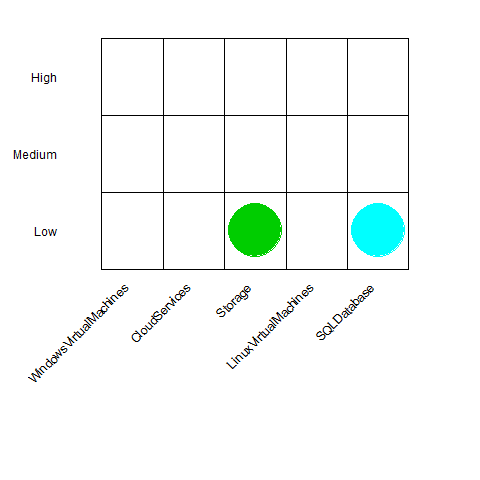 High
Medium
Low
WindowsVirtualMachines
CloudServices
Storage
LinuxVirtualMachines
SQLDatabase